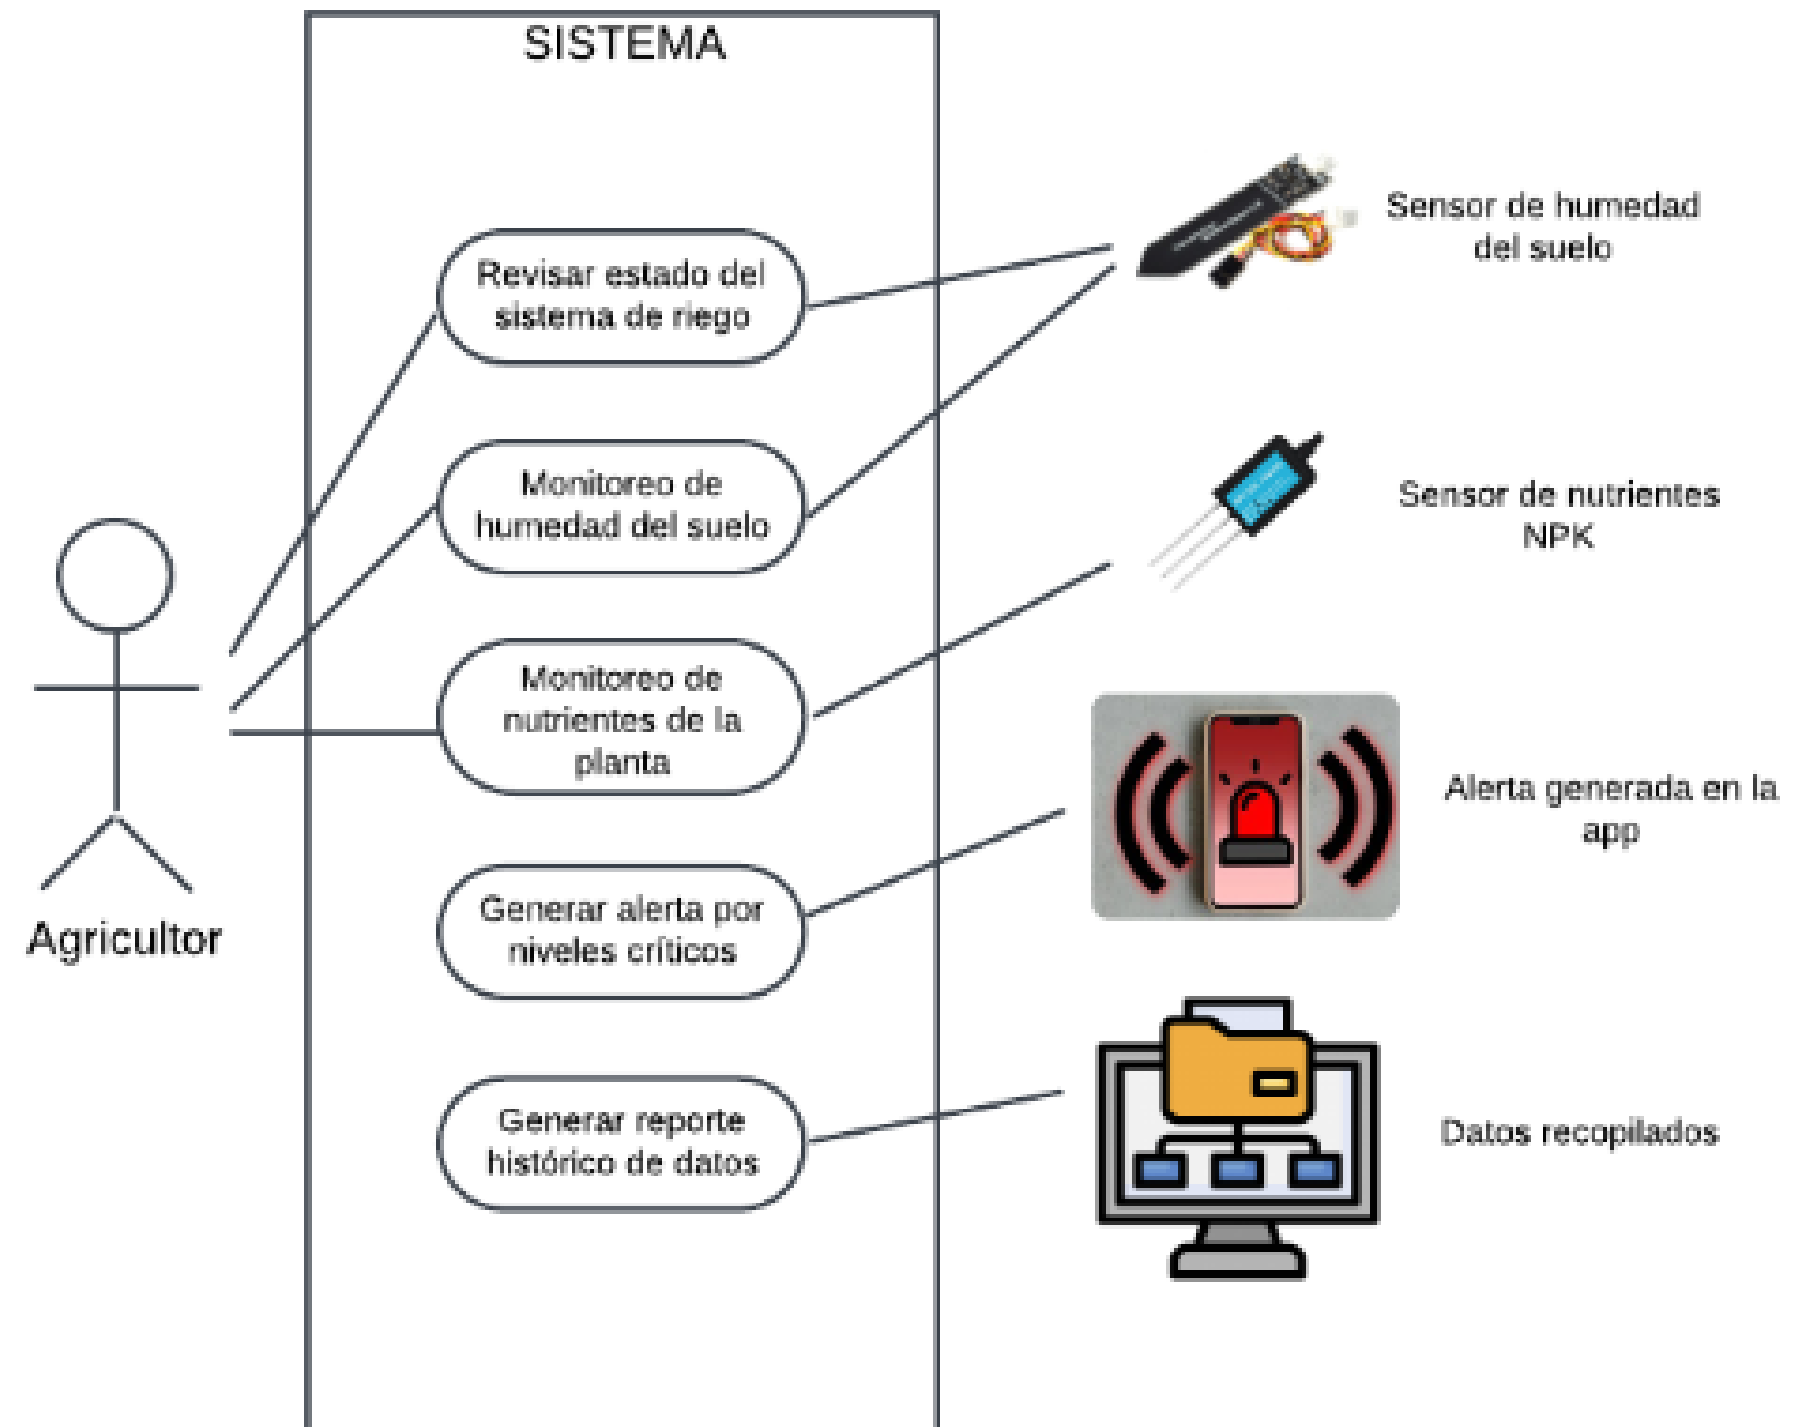 SISTEMA
Revisar estado del
sistema de riego
Monitoreo de
humedad del suelo
Monitoreo de
nutrientes de la
planta
Generar alerta por
niveles críticos
Generar reporte
histórico de datos
Agricultor
Sensor de humedad
del suelo
Sensor de nutrientes
NPK
Alerta generada en la
app
Datos recopilados